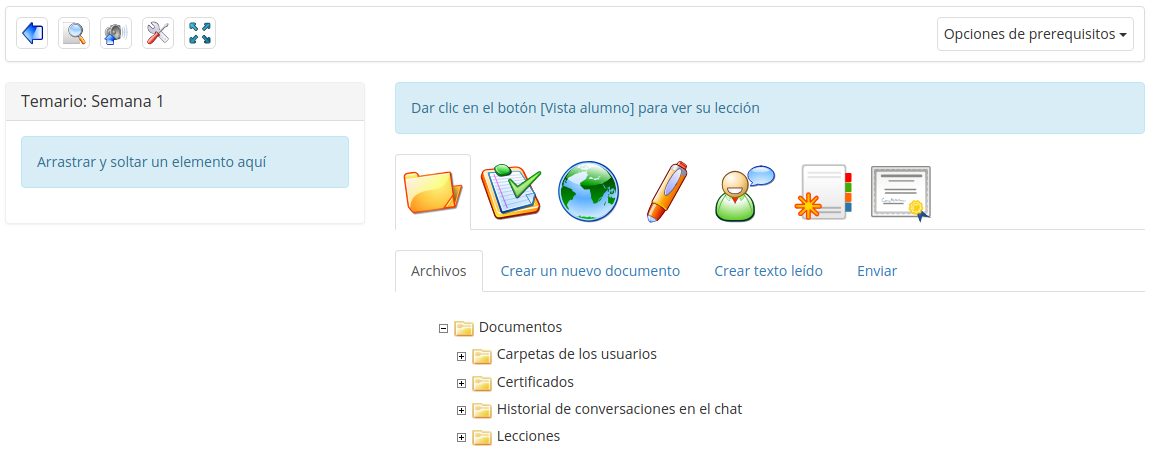 Opciones de prerequisitos
Temario: Semana 1
Arrastrar y soltar un elemento aquí
Dar clic en el botón [Vista alumno] para ver su lección
Archivos
Crear un nuevo documento
Crear texto leído
Enviar
Documentos
Carpetas de los usuarios
Certificados
Historial de conversaciones en el chat
Lecciones